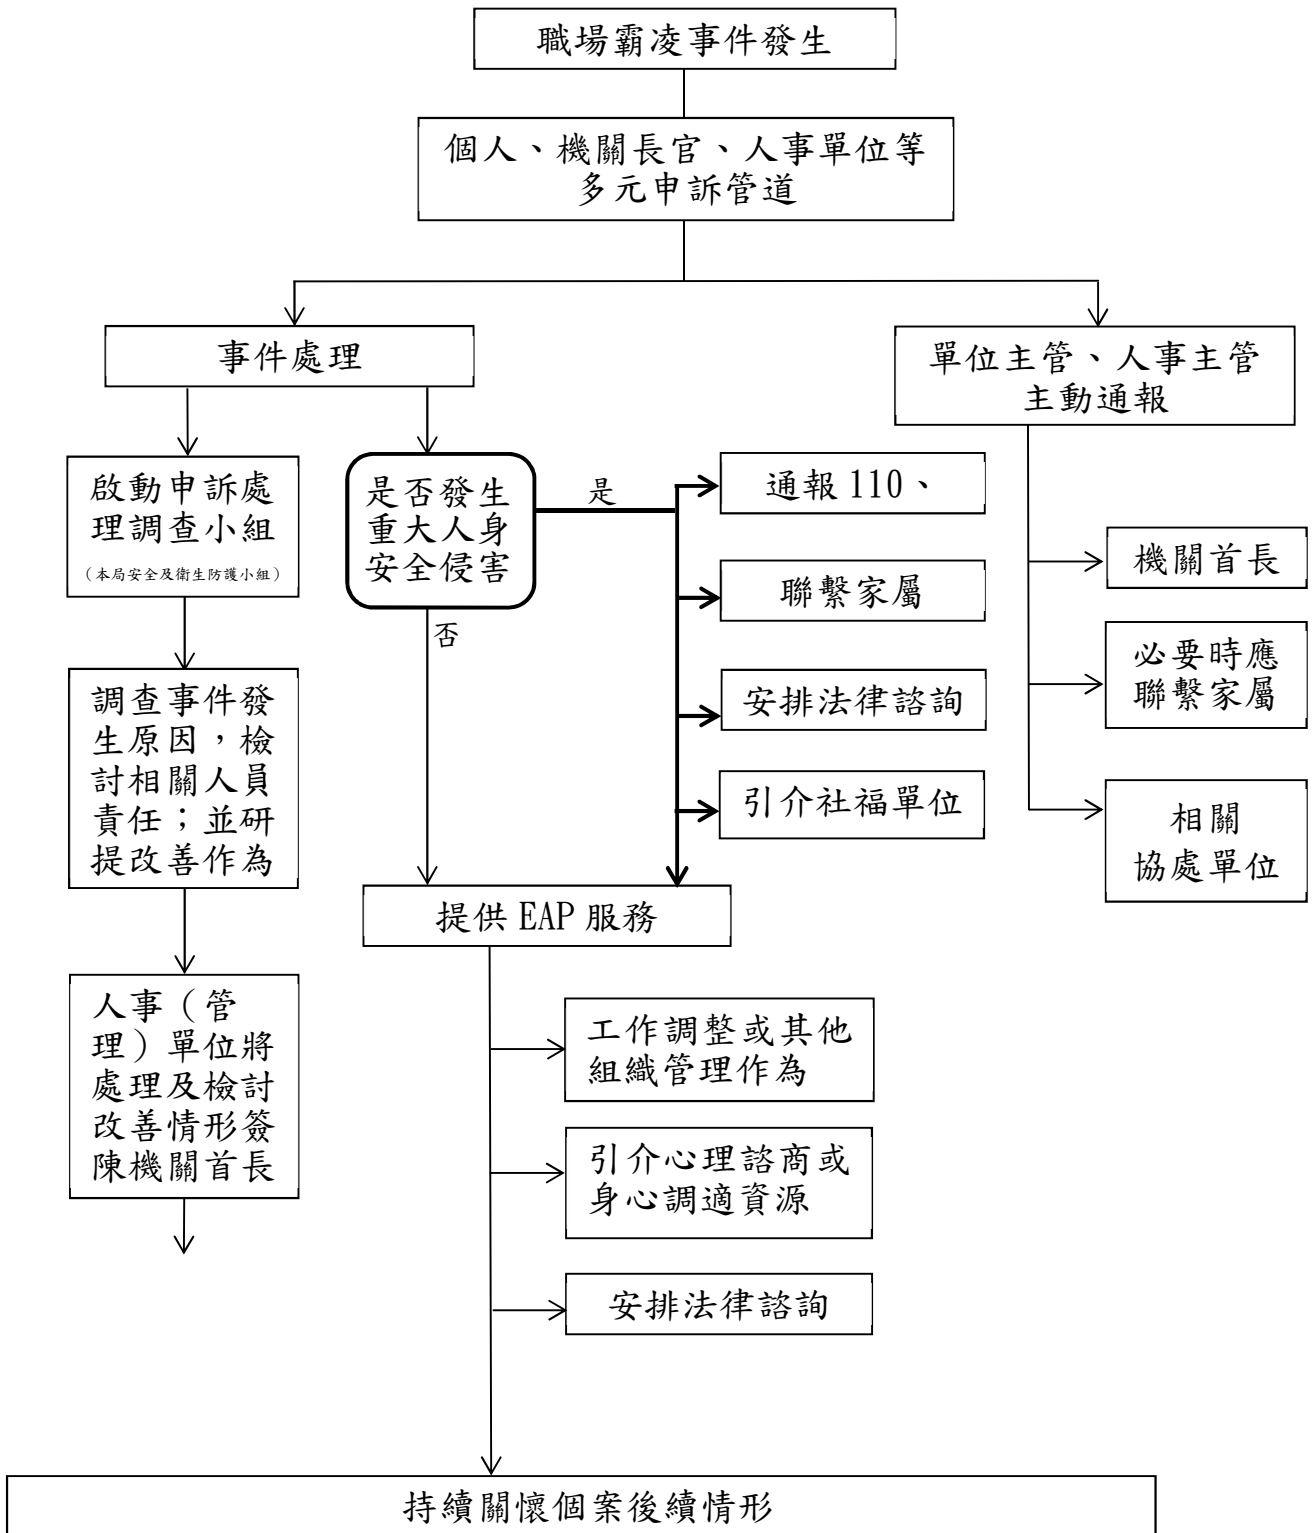 職場霸凌事件發生
個人、機關長官、人事單位等
多元申訴管道
事件處理
單位主管、人事主管
主動通報
啟動申訴處
理調查小組
（本局安全及衛生防護小組）
是否發生
重大人身
安全侵害
是
否
通報 110、
聯繫家屬
安排法律諮詢
引介社福單位
機關首長
必要時應
聯繫家屬
相關
協處單位
調查事件發
生原因，檢
討相關人員
責任；並研
提改善作為
提供 EAP 服務
人事（管
理）單位將
處理及檢討
改善情形簽
陳機關首長
工作調整或其他
組織管理作為
引介心理諮商或
身心調適資源
安排法律諮詢
持續關懷個案後續情形